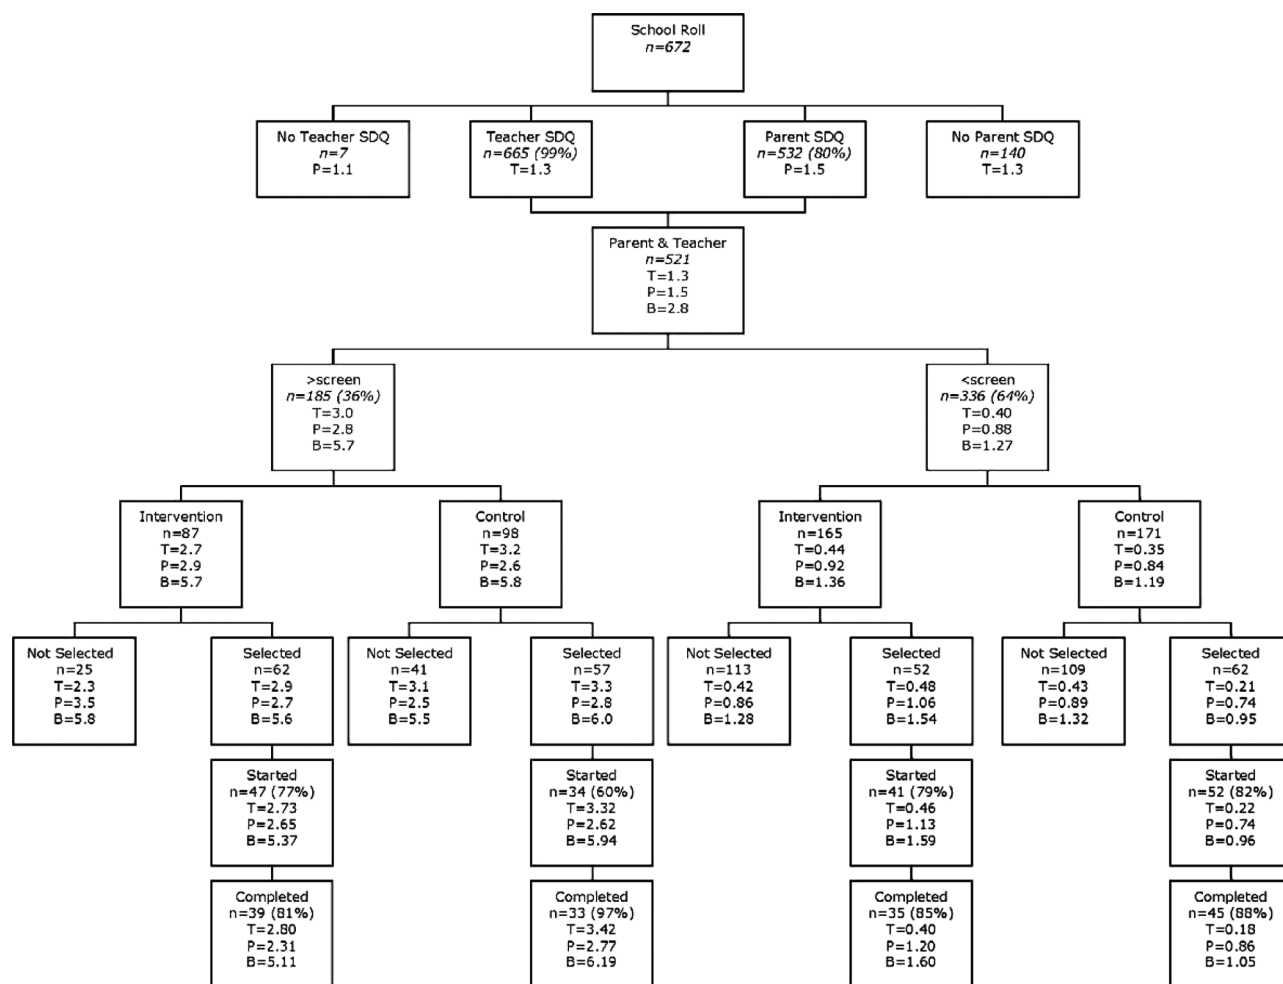 School Roll
n=672
No Teacher SDQ
n=7
P=1.1
Teacher SDQ
n=665 (99%)
T=1.3
Parent SDQ
n=532 (80%)
P=1.5
No Parent SDQ
n=140
T=1.3
Parent & Teacher
n=521
T=1.3
P=1.5
B=2.8
>screen
n=185 (36%)
T=3.0
P=2.8
B=5.7
<screen
n=336 (64%)
T=0.40
P=0.88
B=1.27
Intervention
n=87
T=2.7
P=2.9
B=5.7
Control
n=98
T=3.2
P=2.6
B=5.8
Intervention
n=165
T=0.44
P=0.92
B=1.36
Control
n=171
T=0.35
P=0.84
B=1.19
Not Selected
n=25
T=2.3
P=3.5
B=5.8
Selected
n=62
T=2.9
P=2.7
B=5.6
Not Selected
n=41
T=3.1
P=2.5
B=5.5
Selected
n=57
T=3.3
P=2.8
B=6.0
Not Selected
n=113
T=0.42
P=0.86
B=1.28
Selected
n=52
T=0.48
P=1.06
B=1.54
Not Selected
n=109
T=0.43
P=0.89
B=1.32
Selected
n=62
T=0.21
P=0.74
B=0.95
Started
n=47 (77%)
T=2.73
P=2.65
B=5.37
Started
n=34 (60%)
T=3.32
P=2.62
B=5.94
Started
n=41 (79%)
T=0.46
P=1.13
B=1.59
Started
n=52 (82%)
T=0.22
P=0.74
B=0.96
Completed
n=39 (81%)
T=2.80
P=2.31
B=5.11
Completed
n=33 (97%)
T=3.42
P=2.77
B=6.19
Completed
n=35 (85%)
T=0.40
P=1.20
B=1.60
Completed
n=45 (88%)
T=0.18
P=0.86
B=1.05